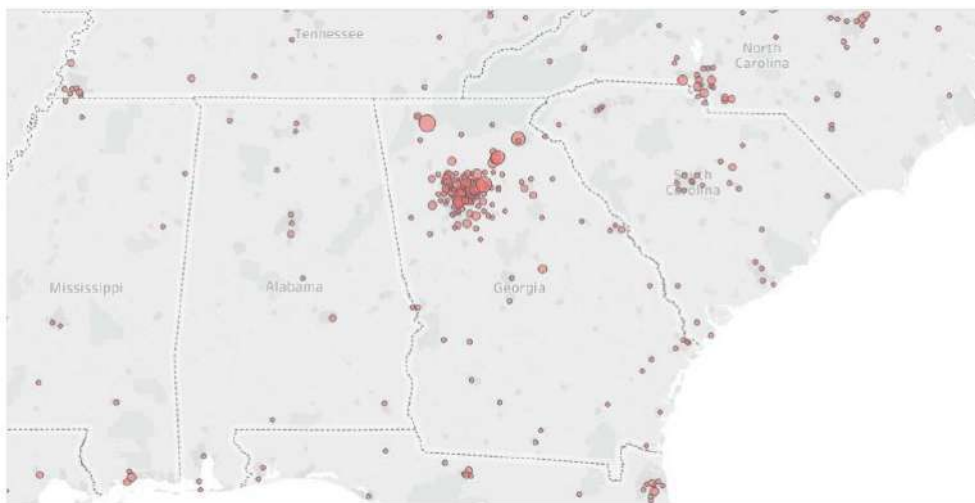 Tennessee
North
Carolina
South
Carolina
Mississippi
Alabama
Georgia